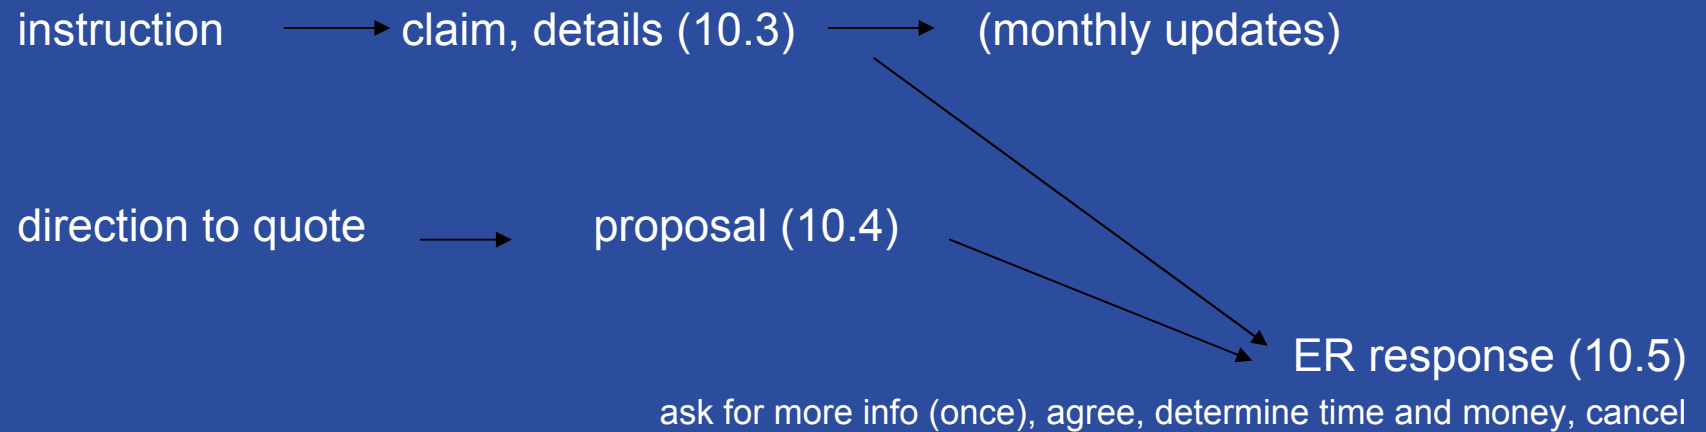 instruction claim, details (10.3) (monthly updates)
direction to quote proposal (10.4)
ER response (10.5)
ask for more info (once), agree, determine time and money, cancel